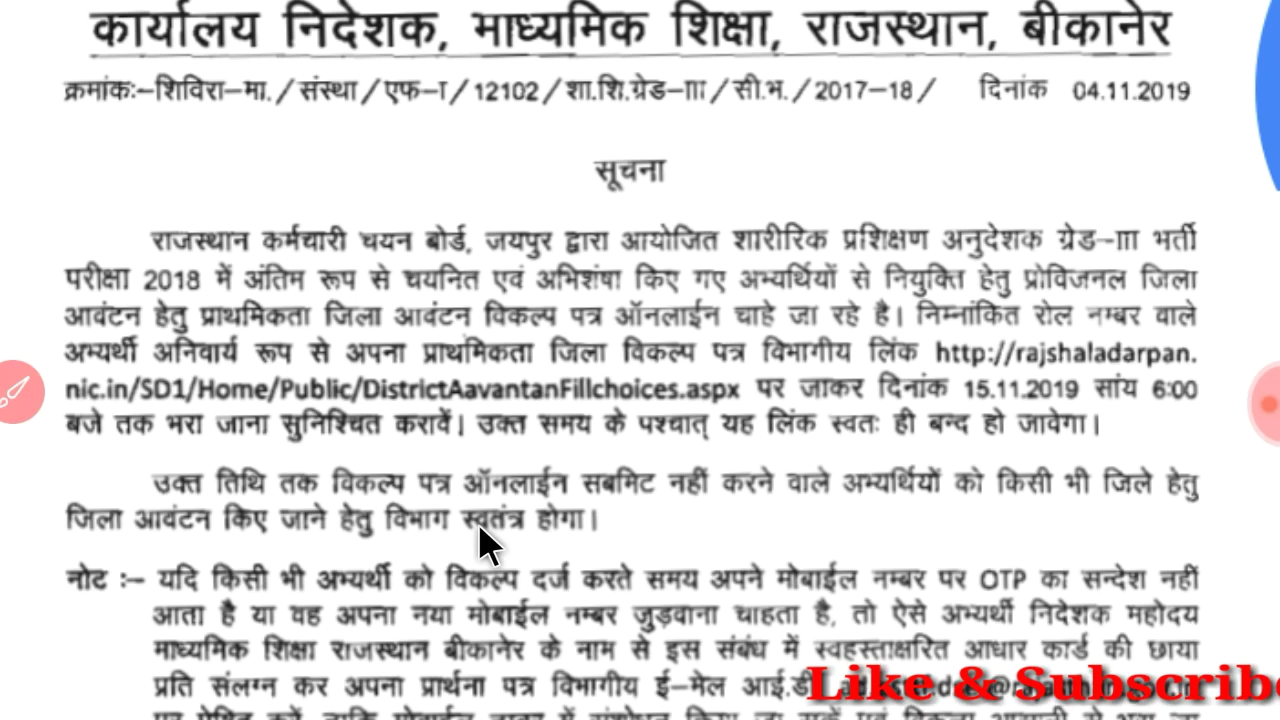 कार्यालय निदेशक, माध्यमिक शिक्षा, राजस्थान, बीकानेर
क्रमांकः–शिविरा–मा./संस्था/एफ–I/12102/शा.शि.ग्रेड–III/सी.भ./2017–18/ दिनांक 04.11.2019
सूचना
राजस्थान कर्मचारी चयन बोर्ड, जयपुर द्वारा आयोजित शारीरिक प्रशिक्षण अनुदेशक ग्रेड–III भर्ती
परीक्षा 2018 में अंतिम रूप से चयनित एवं अभिशंषा किए गए अभ्यर्थियों से नियुक्ति हेतु प्रोविजनल जिला
आवंटन हेतु प्राथमिकता जिला आवंटन विकल्प पत्र ऑनलाईन चाहे जा रहे है। निम्नांकित रोल नम्बर वाले
अभ्यर्थी अनिवार्य रूप से अपना प्राथमिकता जिला विकल्प पत्र विभागीय लिंक http://rajshaladarpan.
nic.in/SD1/Home/Public/DistrictAavantanFillchoices.aspx पर जाकर दिनांक 15.11.2019 सांय 6:00
बजे तक भरा जाना सुनिश्चित करावें। उक्त समय के पश्चात् यह लिंक स्वतः ही बन्द हो जावेगा।
उक्त तिथि तक विकल्प पत्र ऑनलाईन सबमिट नहीं करने वाले अभ्यर्थियों को किसी भी जिले हेतु
जिला आवंटन किए जाने हेतु विभाग स्वतंत्र होगा।
नोट :– यदि किसी भी अभ्यर्थी को विकल्प दर्ज करते समय अपने मोबाईल नम्बर पर OTP का सन्देश नहीं
आता है या वह अपना नया मोबाईल नम्बर जुड़वाना चाहता है, तो ऐसे अभ्यर्थी निदेशक महोदय
माध्यमिक शिक्षा राजस्थान बीकानेर के नाम से इस संबंध में स्वहस्ताक्षरित आधार कार्ड की छाया
प्रति संलग्न कर अपना प्रार्थना पत्र विभागीय ई–मेल आई.डी
Like & Subscribe